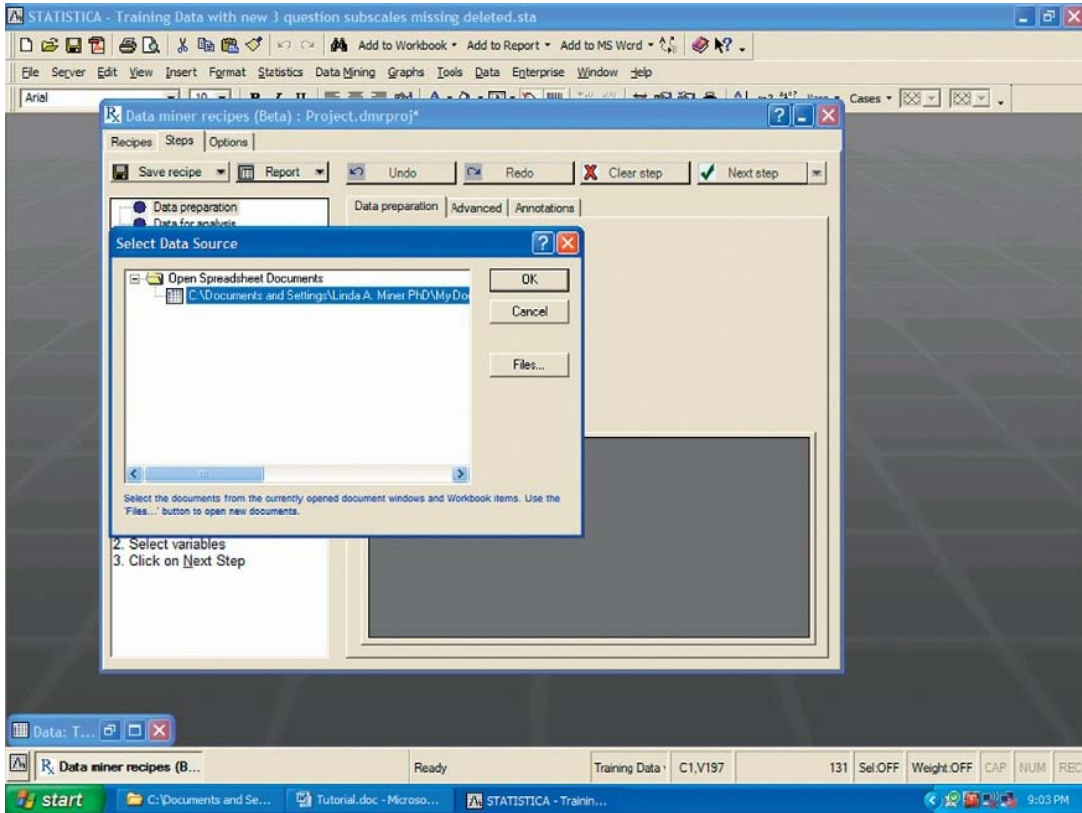 STATISTICA - Training Data with new 3 question subscales missing deleted.sta
Add to Workbook Add to Report Add to MS Word
File Server Edit View Insert Format Statistics Data Mining Graphs Tools Data Enterprise Window Help
Arial 10 B I U Cases
Rx Data miner recipes (Beta) : Project.dmrproj*
Recipes Steps Options
Save recipe Report Undo Redo Clear step Next step
Data preparation
Data for analysis
Data preparation Advanced Annotations
Select Data Source
Open Spreadsheet Documents
C:\Documents and Settings\Linda A. Miner PhD\My Do
OK
Cancel
Files...
Select the documents from the currently opened document windows and Workbook items. Use the
'Files...' button to open new documents.
2. Select variables
3. Click on Next Step
Data: T...
Rx Data miner recipes (B... Ready Training Data C1,V197 131 Sel:OFF Weight:OFF CAP NUM REC
start C:\Documents and Se... Tutorial.doc - Microso... STATISTICA - Trainin... 9:03 PM